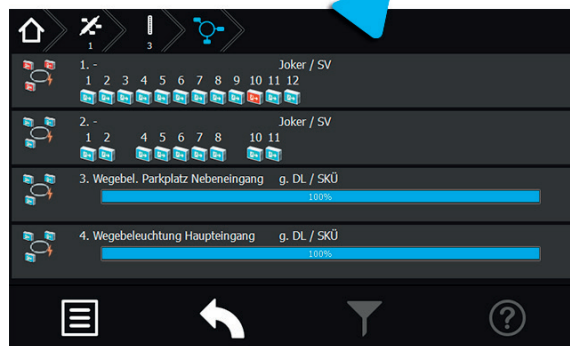 1 3
1. - Joker / SV
1 2 3 4 5 6 7 8 9 10 11 12
2. - Joker / SV
1 2 4 5 6 7 8 10 11
3. Wegebel. Parkplatz Nebeneingang g. DL / SKÜ
100%
4. Wegebeleuchtung Haupteingang g. DL / SKÜ
100%
?